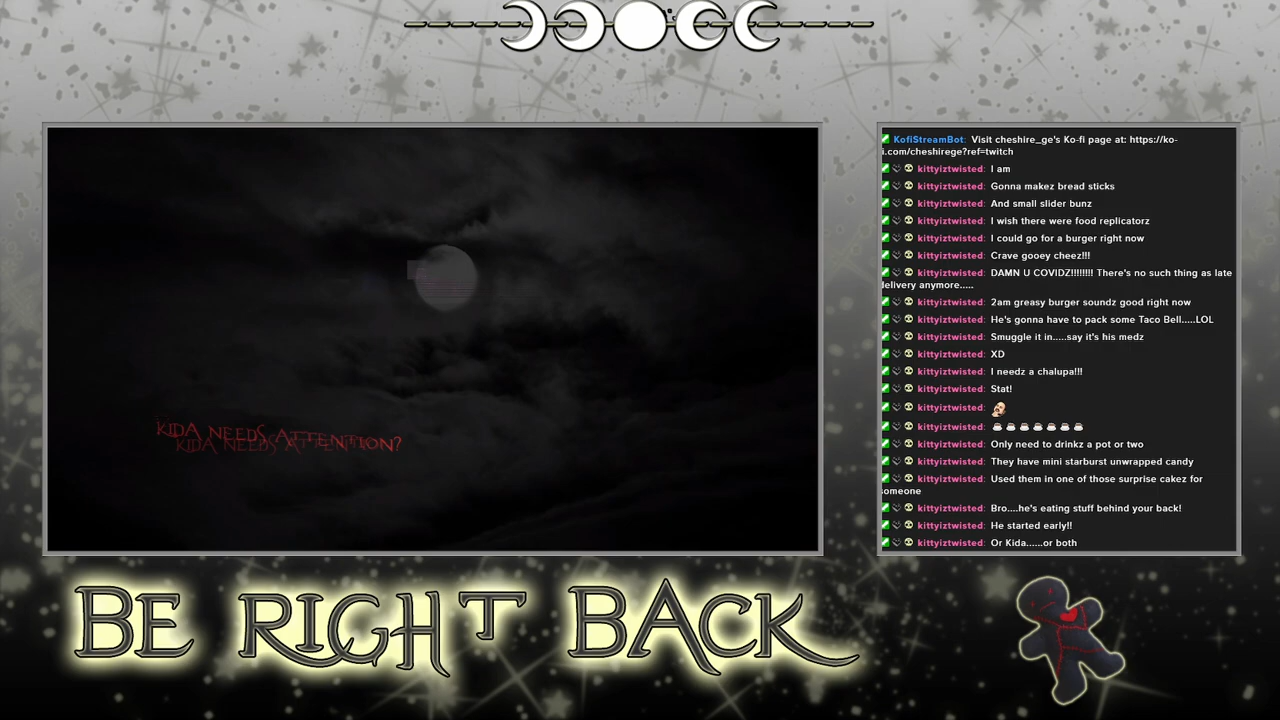 KofiStreamBot: Visit cheshire_ge's Ko-fi page at: https://ko-
i.com/cheshirege?ref=twitch
kittyiztwisted: I am
kittyiztwisted: Gonna makez bread sticks
kittyiztwisted: And small slider bunz
kittyiztwisted: I wish there were food replicatorz
kittyiztwisted: I could go for a burger right now
kittyiztwisted: Crave gooey cheez!!!
kittyiztwisted: DAMN U COVIDZ!!!!!!!! There's no such thing as late
delivery anymore.....
kittyiztwisted: 2am greasy burger soundz good right now
kittyiztwisted: He's gonna have to pack some Taco Bell.....LOL
kittyiztwisted: Smuggle it in.....say it's his medz
kittyiztwisted: XD
kittyiztwisted: I needz a chalupa!!!
kittyiztwisted: Stat!
kittyiztwisted:
kittyiztwisted:
kittyiztwisted: Only need to drinkz a pot or two
kittyiztwisted: They have mini starburst unwrapped candy
kittyiztwisted: Used them in one of those surprise cakez for
someone
kittyiztwisted: Bro....he's eating stuff behind your back!
kittyiztwisted: He started early!!
kittyiztwisted: Or Kida......or both
KIDA NEEDS ATTENTION?
KIDA NEEDS ATTENTION?
BE RIGHT BACK